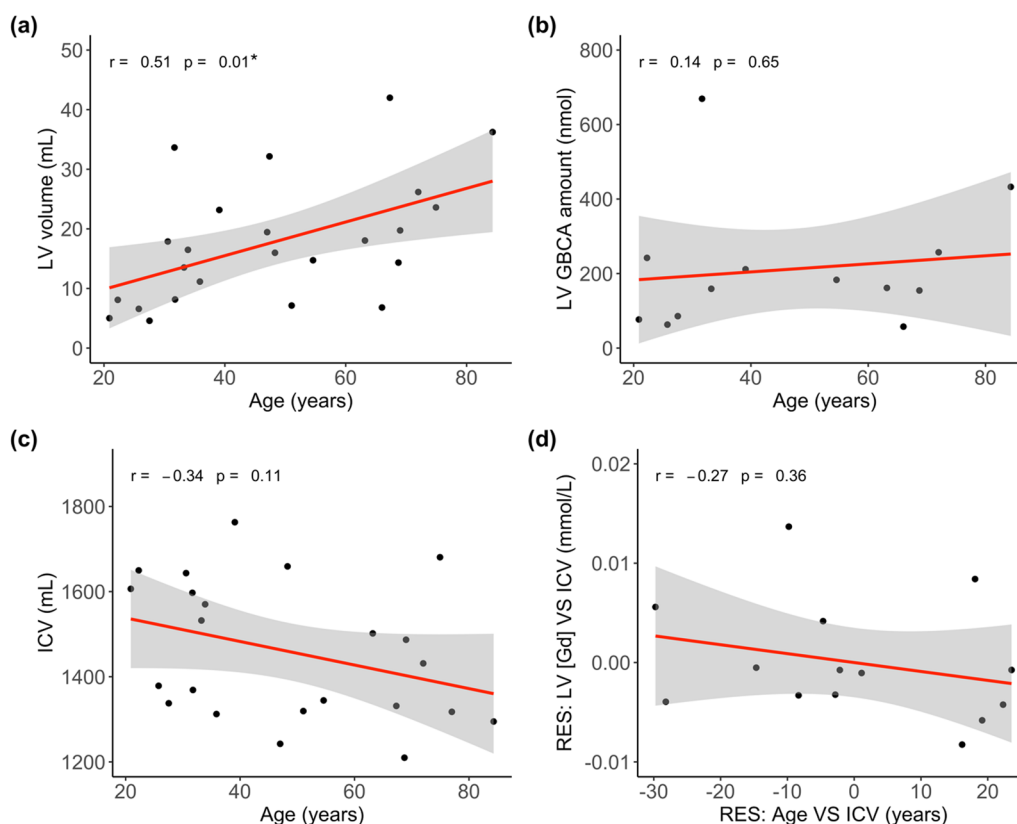 (a)
r = 0.51 p = 0.01*
50
40
30
20
10
0
LV volume (mL)
20 40 60 80
Age (years)
(b)
r = 0.14 p = 0.65
800
600
400
200
0
LV GBCA amount (nmol)
20 40 60 80
Age (years)
(c)
r = −0.34 p = 0.11
1800
1600
1400
1200
ICV (mL)
20 40 60 80
Age (years)
(d)
r = −0.27 p = 0.36
0.02
0.01
0.00
-0.01
RES: LV [Gd] VS ICV (mmol/L)
-30 -20 -10 0 10 20
RES: Age VS ICV (years)